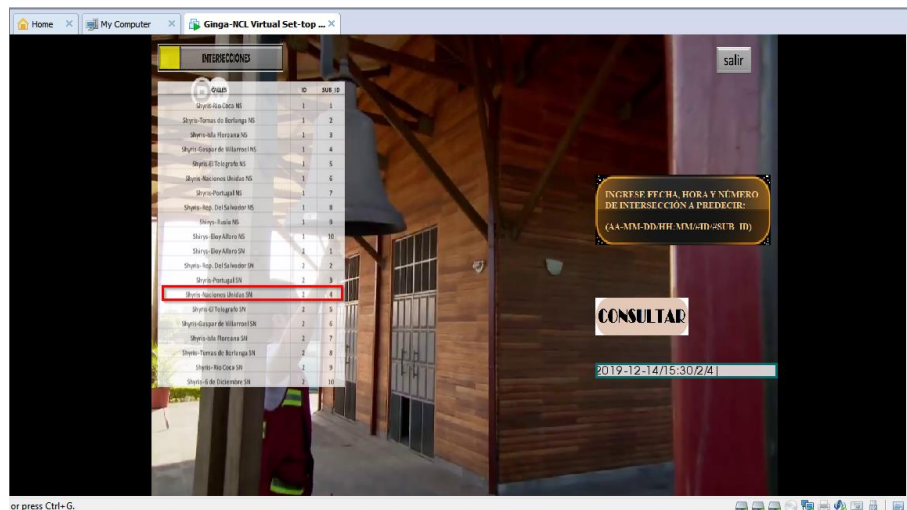 Home × My Computer × Ginga-NCL Virtual Set-top ... ×
INTERSECCIONES
salir
CALLES ID SUB_ID
Shyris-Rio Coca NS 1 1
Shyris-Tomas de Berlanga NS 1 2
Shyris-Isla Floreana NS 1 3
Shyris-Gaspar de Villarroel NS 1 4
Shyris-El Telegrafo NS 1 5
Shyris-Naciones Unidas NS 1 6
Shyris-Portugal NS 1 7
Shyris-Rep. Del Salvador NS 1 8
Shirys-Rusia NS 1 9
Shirys-Eloy Alfaro NS 1 10
Shirys-Eloy Alfaro SN 2 1
Shyris-Rep. Del Salvador SN 2 2
Shyris-Portugal SN 2 3
Shyris-Naciones Unidas SN 2 4
Shyris-El Telegrafo SN 2 5
Shyris-Gaspar de Villarroel SN 2 6
Shyris-Isla Floreana SN 2 7
Shyris-Tomas de Berlanga SN 2 8
Shyris-Rio Coca SN 2 9
Shyris-6 de Diciembre SN 2 10
INGRESE FECHA, HORA Y NÚMERO
DE INTERSECCIÓN A PREDECIR:
(AA-MM-DD/HH:MM/#ID/#SUB_ID)
CONSULTAR
2019-12-14/15:30/2/4
or press Ctrl+G.